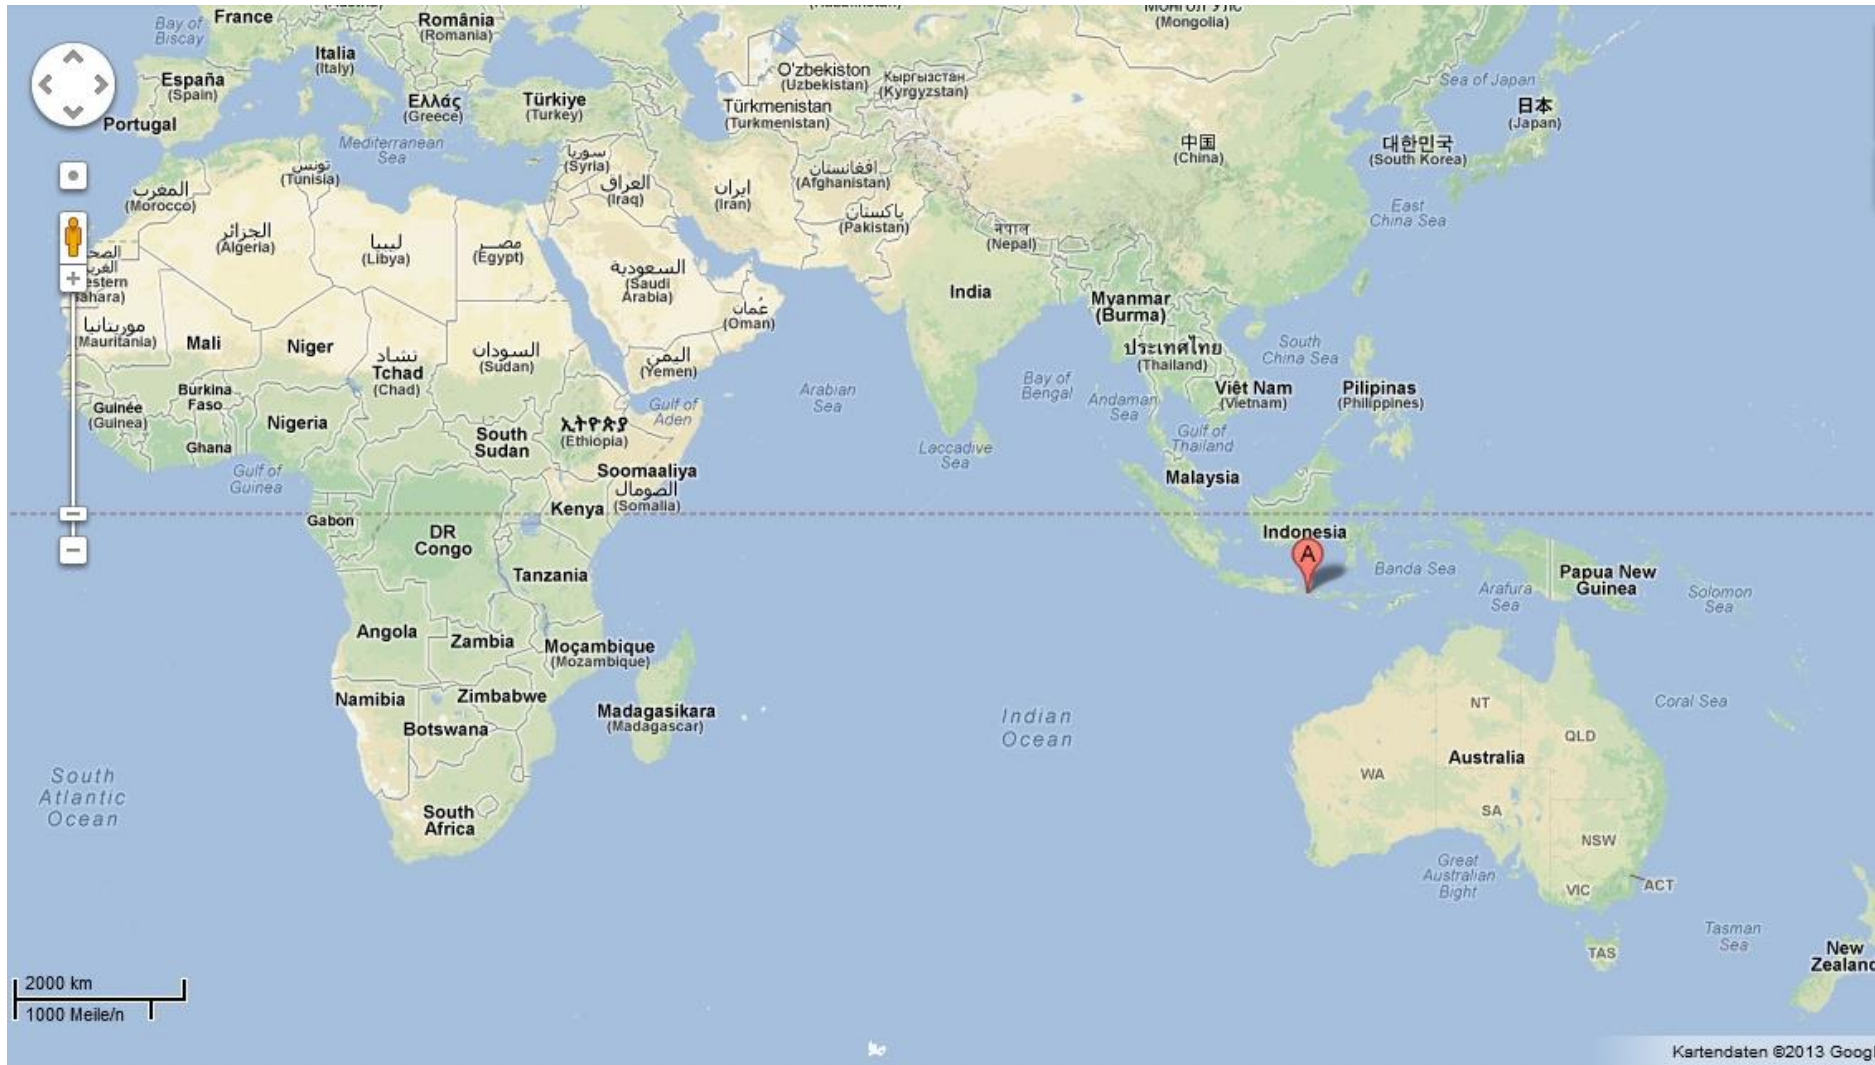 Bay of
Biscay
France
România
(Romania)
(Mongolia)
Italia
(Italy)
España
(Spain)
Portugal
Ελλάς
(Greece)
Türkiye
(Turkey)
O'zbekiston
(Uzbekistan)
Кыргызстан
(Kyrgyzstan)
Türkmenistan
(Turkmenistan)
Sea of Japan
日本
(Japan)
대한민국
(South Korea)
中国
(China)
Mediterranean
Sea
تونس
(Tunisia)
سوريا
(Syria)
العراق
(Iraq)
ايران
(Iran)
افغانستان
(Afghanistan)
پاکستان
(Pakistan)
नेपाल
(Nepal)
East
China Sea
المغرب
(Morocco)
الجزائر
(Algeria)
ليبيا
(Libya)
مصر
(Egypt)
السعودية
(Saudi
Arabia)
عُمان
(Oman)
India
Myanmar
(Burma)
موريتانيا
(Mauritania)
Mali
Niger
تشاد
Tchad
(Chad)
السودان
(Sudan)
اليمن
(Yemen)
ประเทศไทย
(Thailand)
South
China Sea
Việt Nam
(Vietnam)
Pilipinas
(Philippines)
Burkina
Faso
Guinée
(Guinea)
Ghana
Nigeria
South
Sudan
ኢትዮጵያ
(Ethiopia)
Gulf of
Aden
Arabian
Sea
Bay of
Bengal
Andaman
Sea
Gulf of
Thailand
Laccadive
Sea
Malaysia
Gulf of
Guinea
Soomaaliya
الصومال
(Somalia)
Kenya
Gabon
DR
Congo
Tanzania
Indonesia
A
Banda Sea
Arafura
Sea
Papua New
Guinea
Solomon
Sea
Angola
Zambia
Moçambique
(Mozambique)
Namibia
Zimbabwe
Botswana
Madagasikara
(Madagascar)
Indian
Ocean
Coral Sea
NT
QLD
Australia
WA
SA
NSW
South
Atlantic
Ocean
South
Africa
Great
Australian
Bight
VIC
ACT
TAS
Tasman
Sea
New
Zealand
2000 km
1000 Meile/n
Kartendaten ©2013 Googl